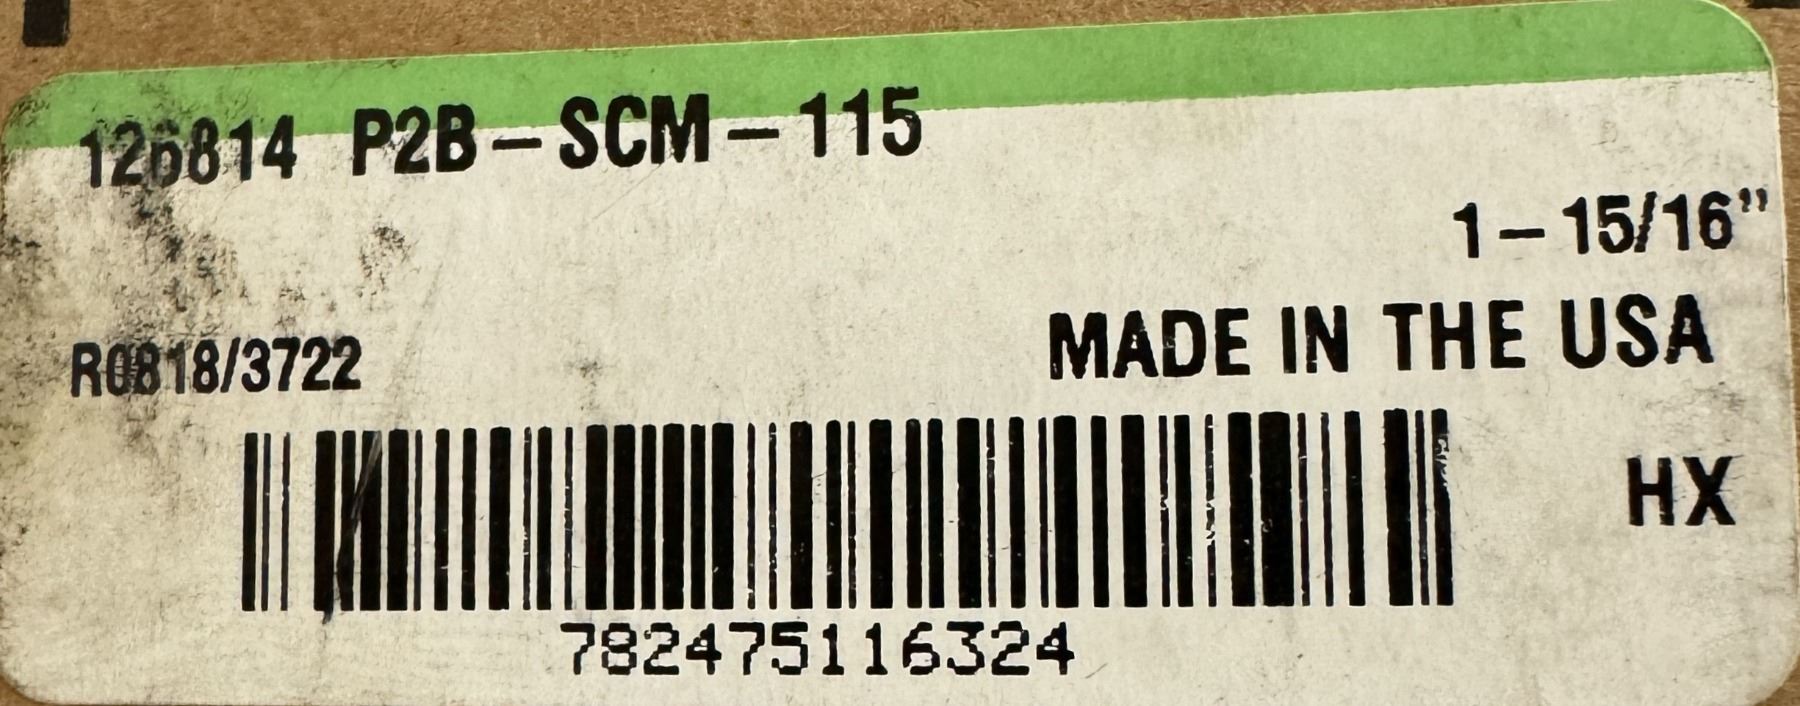 126814 P2B-SCM-115
1-15/16"
R0818/3722
MADE IN THE USA
HX
782475116324